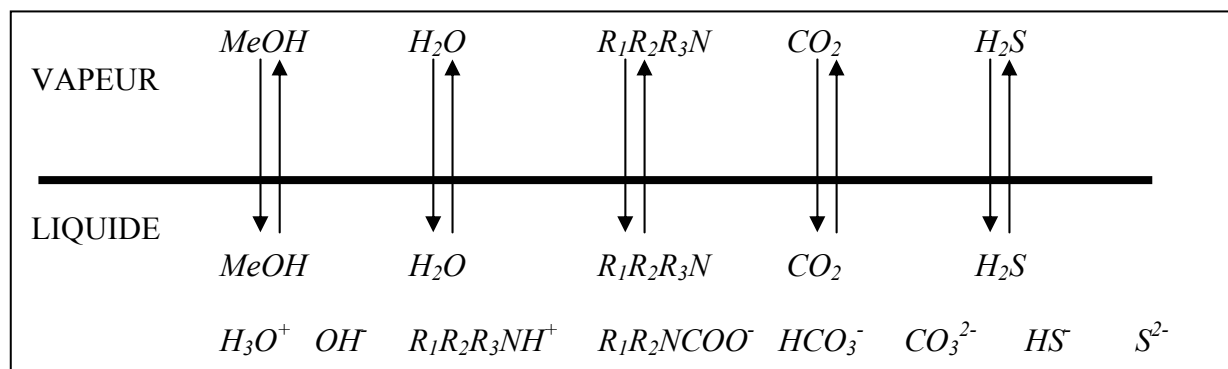 MeOH H₂O R₁R₂R₃N CO₂ H₂S
VAPEUR
LIQUIDE
MeOH H₂O R₁R₂R₃N CO₂ H₂S
H₃O⁺ OH⁻ R₁R₂R₃NH⁺ R₁R₂NCOO⁻ HCO₃⁻ CO₃²⁻ HS⁻ S²⁻